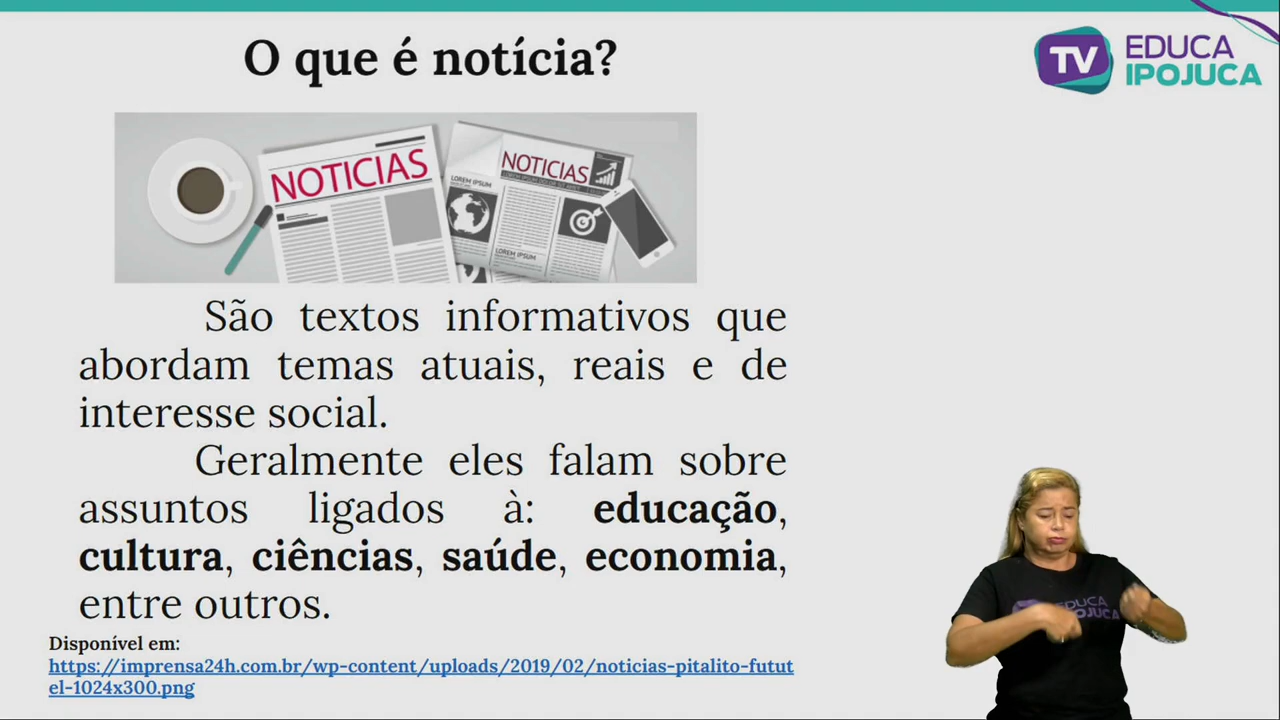 O que é notícia?
TV EDUCA
IPOJUCA
NOTICIAS
NOTICIAS
LOREM IPSUM
LOREM IPSUM
São textos informativos que
abordam temas atuais, reais e de
interesse social.
Geralmente eles falam sobre
assuntos ligados à: educação,
cultura, ciências, saúde, economia,
entre outros.
EDUCA
IPOJUCA
Disponível em:
https://imprensa24h.com.br/wp-content/uploads/2019/02/noticias-pitalito-futut
el-1024x300.png